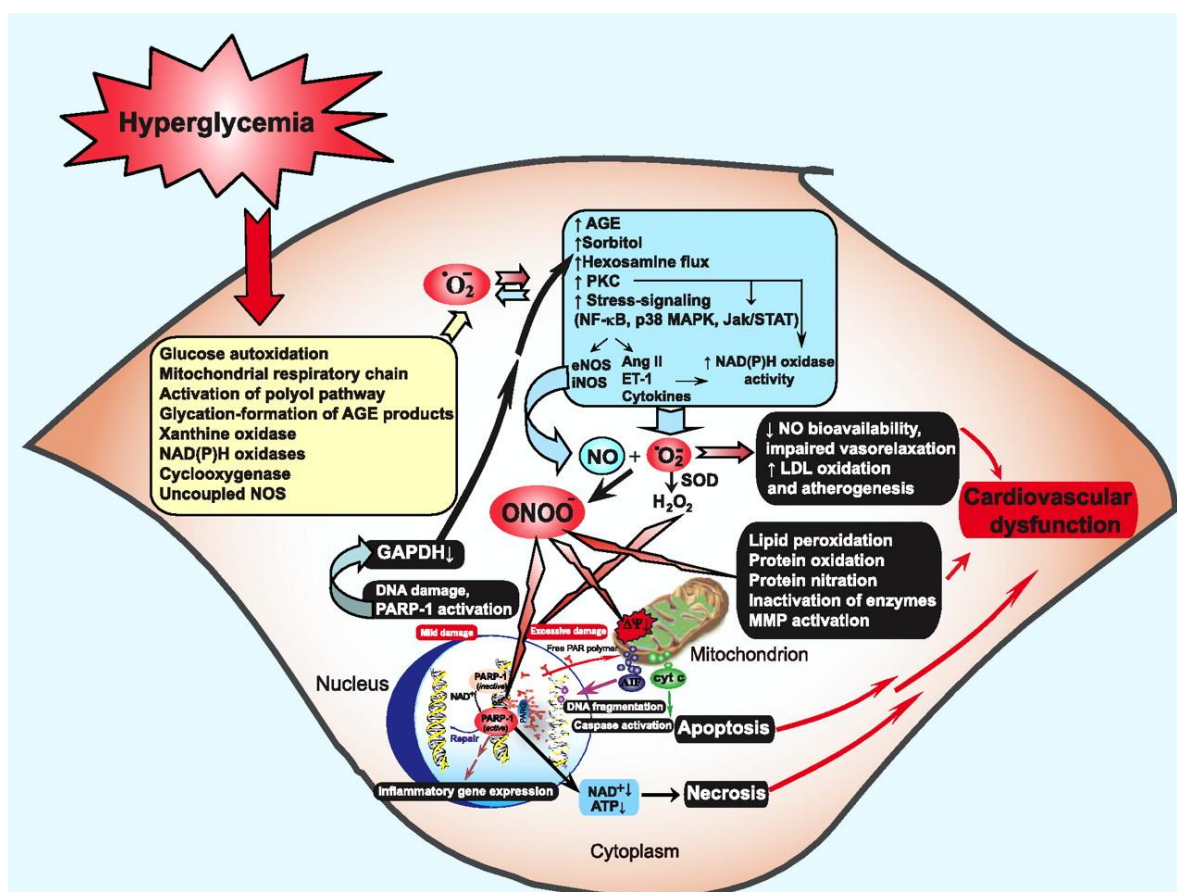 Hyperglycemia
•O₂⁻
↑ AGE
↑Sorbitol
↑Hexosamine flux
↑ PKC
↑ Stress-signaling
(NF-κB, p38 MAPK, Jak/STAT)
eNOS
iNOS
Ang II
ET-1
Cytokines
↑ NAD(P)H oxidase
activity
Glucose autoxidation
Mitochondrial respiratory chain
Activation of polyol pathway
Glycation-formation of AGE products
Xanthine oxidase
NAD(P)H oxidases
Cyclooxygenase
Uncoupled NOS
NO + •O₂⁻
SOD
H₂O₂
ONOO⁻
↓ NO bioavailability,
impaired vasorelaxation
↑ LDL oxidation
and atherogenesis
Cardiovascular
dysfunction
GAPDH↓
DNA damage,
PARP-1 activation
Lipid peroxidation
Protein oxidation
Protein nitration
Inactivation of enzymes
MMP activation
Mild damage
Excessive damage
Free PAR polymer
ΔΨ↓
Mitochondrion
AIF
cyt c
Nucleus
PARP-1
(inactive)
NAD⁺
PARP-1
(active)
PARG
Repair
DNA fragmentation
Caspase activation
Apoptosis
Inflammatory gene expression
NAD⁺↓
ATP↓
Necrosis
Cytoplasm